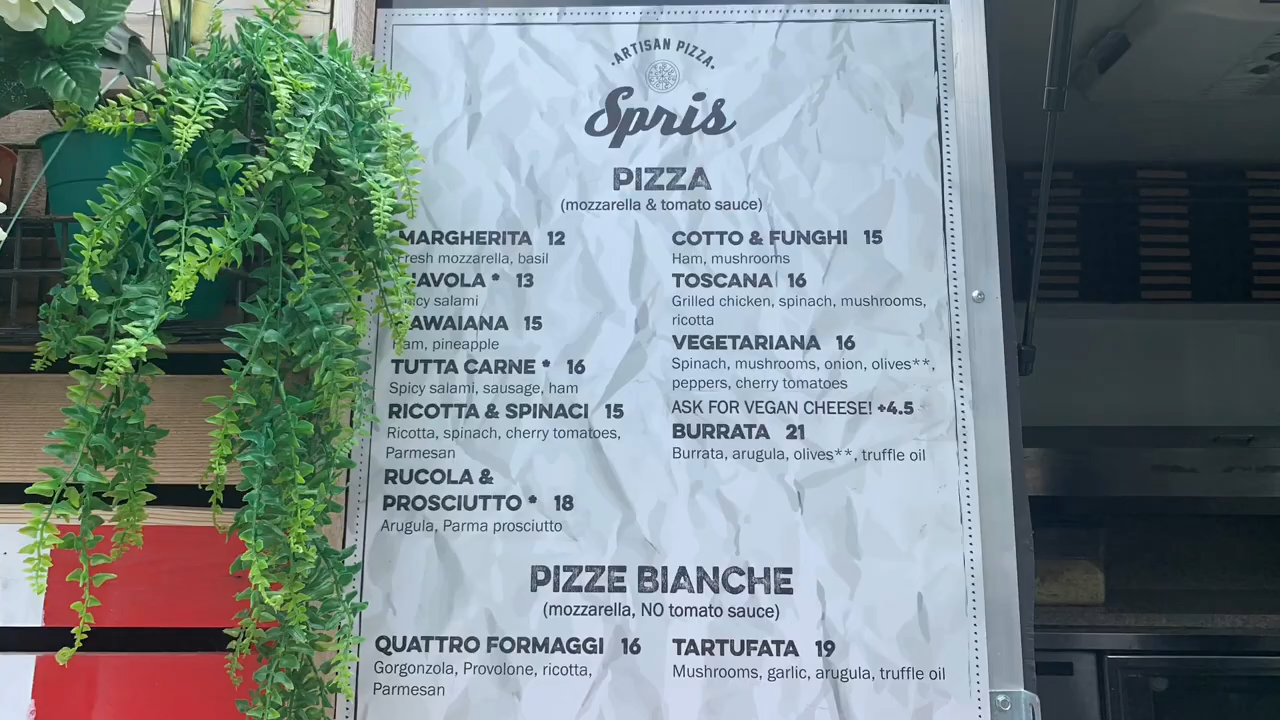 ARTISAN PIZZA
Spris
PIZZA
(mozzarella & tomato sauce)
MARGHERITA 12
Fresh mozzarella, basil
AVOLA * 13
icy salami
AWAIANA 15
Ham, pineapple
TUTTA CARNE * 16
Spicy salami, sausage, ham
RICOTTA & SPINACI 15
Ricotta, spinach, cherry tomatoes,
Parmesan
RUCOLA &
PROSCIUTTO * 18
Arugula, Parma prosciutto
COTTO & FUNGHI 15
Ham, mushrooms
TOSCANA 16
Grilled chicken, spinach, mushrooms,
ricotta
VEGETARIANA 16
Spinach, mushrooms, onion, olives**,
peppers, cherry tomatoes
ASK FOR VEGAN CHEESE! +4.5
BURRATA 21
Burrata, arugula, olives**, truffle oil
PIZZE BIANCHE
(mozzarella, NO tomato sauce)
QUATTRO FORMAGGI 16
Gorgonzola, Provolone, ricotta,
Parmesan
TARTUFATA 19
Mushrooms, garlic, arugula, truffle oil